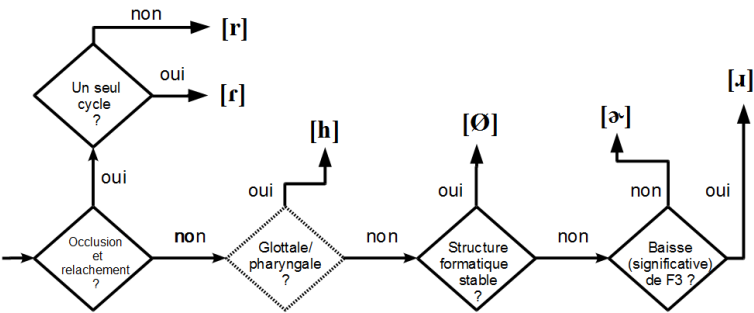 non
[r]
Un seul
cycle
?
oui
[ɾ]
[ɹ]
[h]
[Ø]
[ɚ]
oui
oui
oui
non
oui
Occlusion
et
relachement
?
non
Glottale/
pharyngale
?
non
Structure
formatique
stable
?
non
Baisse
(significative)
de F3 ?